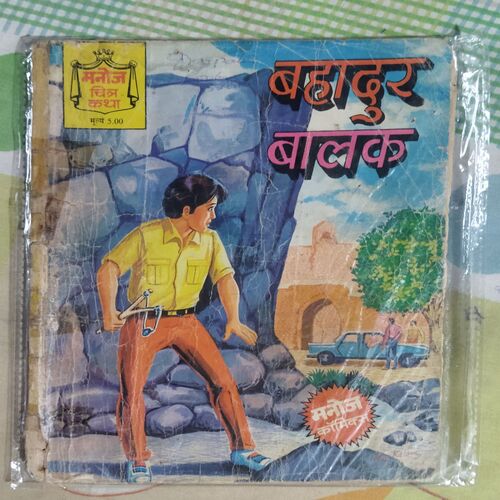 मनोज
चित्र
कथा
मूल्य 5.00
बहादुर
बालक
मनोज
कॉमिक्स